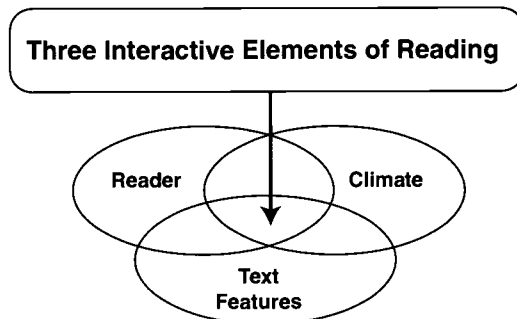 Three Interactive Elements of Reading
Reader
Climate
Text
Features